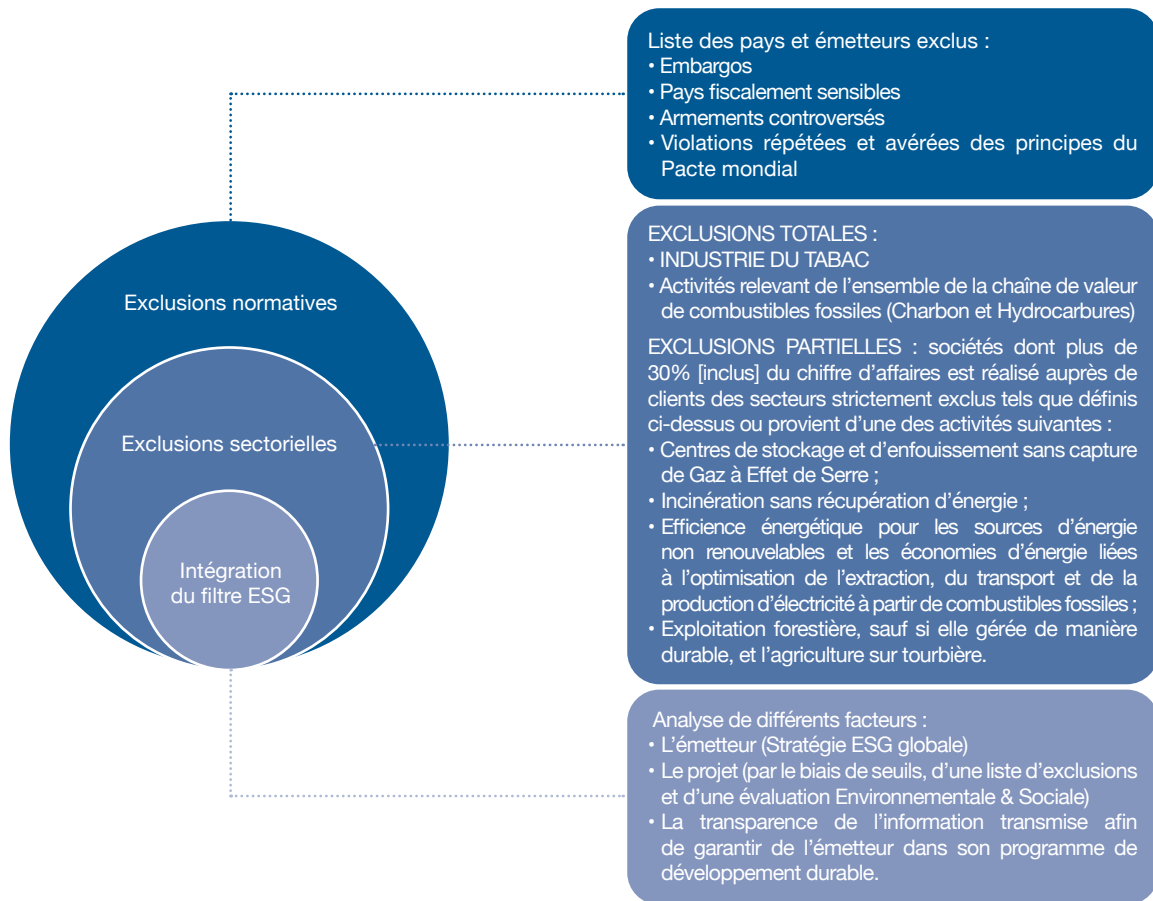 Exclusions normatives
Exclusions sectorielles
Intégration
du filtre ESG
Liste des pays et émetteurs exclus :
• Embargos
• Pays fiscalement sensibles
• Armements controversés
• Violations répétées et avérées des principes du
Pacte mondial
EXCLUSIONS TOTALES :
• INDUSTRIE DU TABAC
• Activités relevant de l’ensemble de la chaîne de valeur
de combustibles fossiles (Charbon et Hydrocarbures)
EXCLUSIONS PARTIELLES : sociétés dont plus de
30% [inclus] du chiffre d’affaires est réalisé auprès de
clients des secteurs strictement exclus tels que définis
ci-dessus ou provient d’une des activités suivantes :
• Centres de stockage et d’enfouissement sans capture
de Gaz à Effet de Serre ;
• Incinération sans récupération d’énergie ;
• Efficience énergétique pour les sources d’énergie
non renouvelables et les économies d’énergie liées
à l’optimisation de l’extraction, du transport et de la
production d’électricité à partir de combustibles fossiles ;
• Exploitation forestière, sauf si elle gérée de manière
durable, et l’agriculture sur tourbière.
Analyse de différents facteurs :
• L’émetteur (Stratégie ESG globale)
• Le projet (par le biais de seuils, d’une liste d’exclusions
et d’une évaluation Environnementale & Sociale)
• La transparence de l’information transmise afin
de garantir de l’émetteur dans son programme de
développement durable.